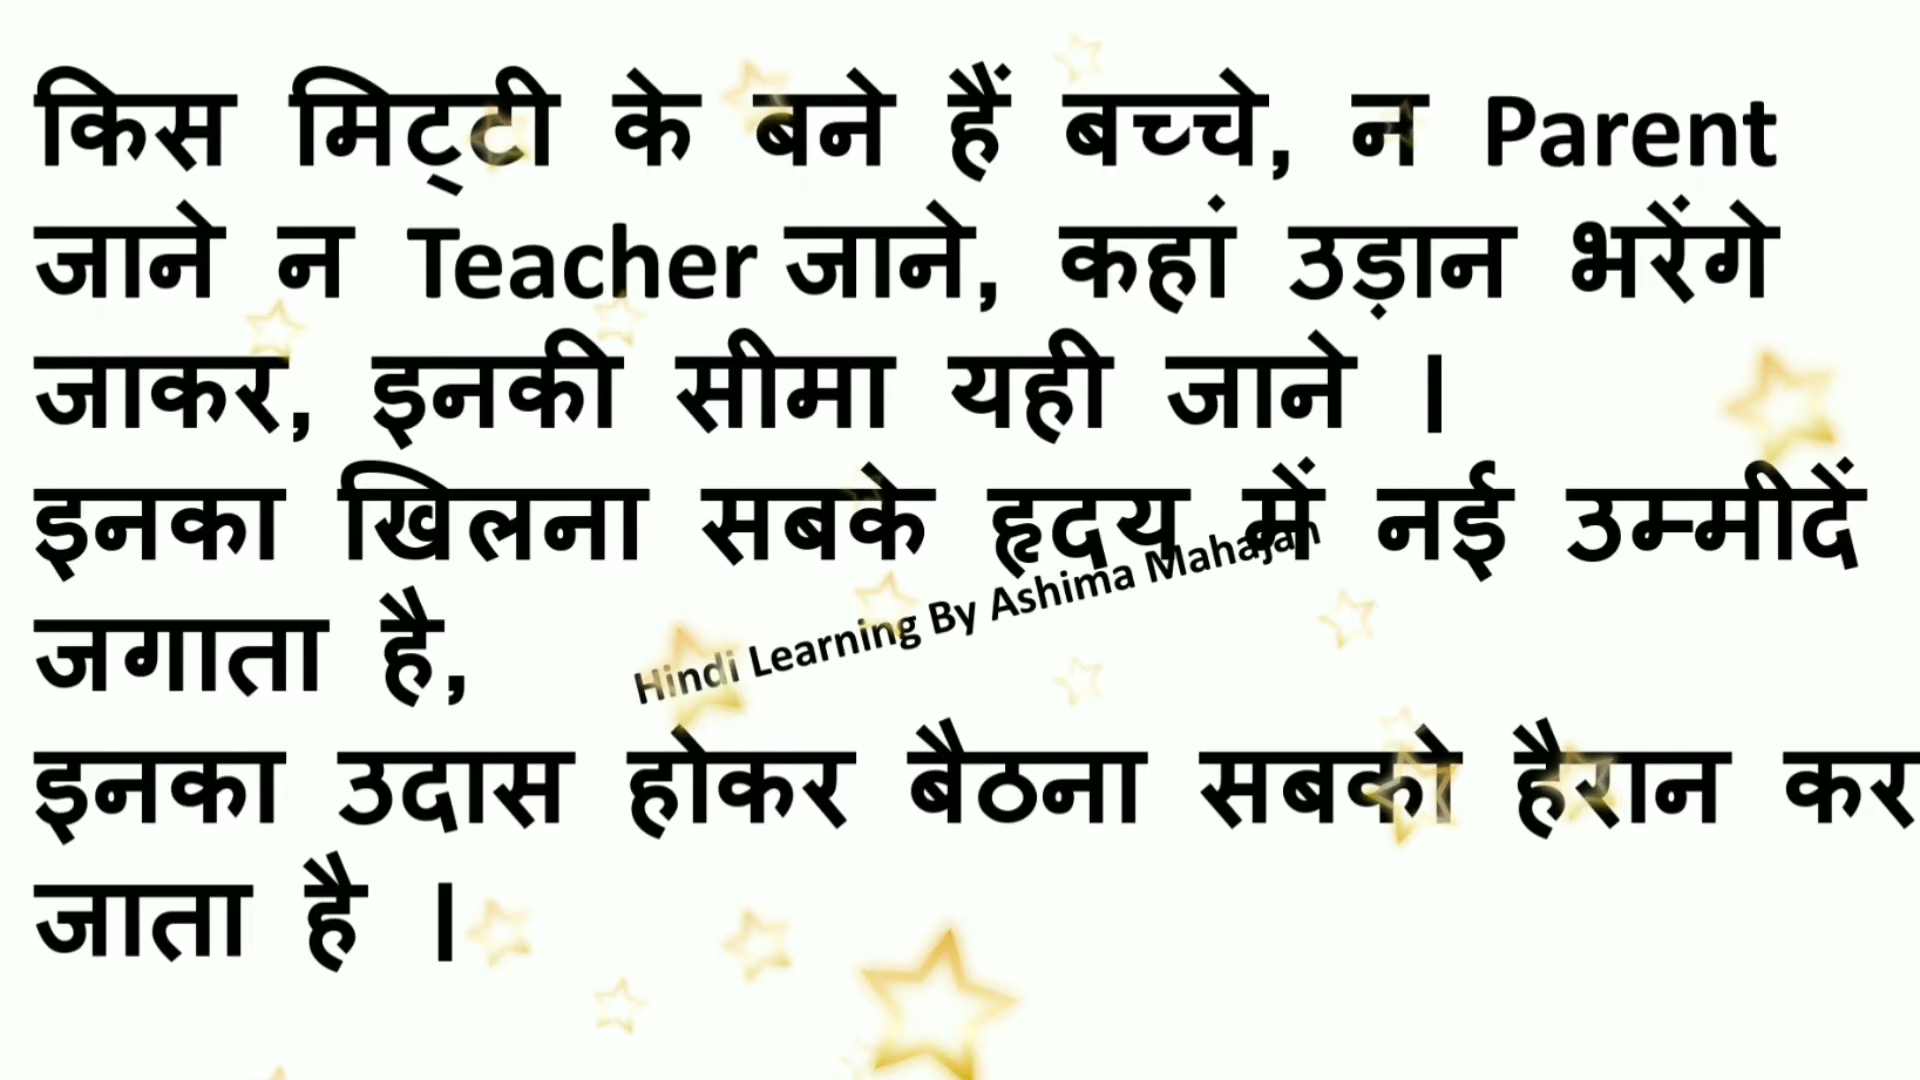 किस मिट्‌टी के बने हैं बच्चे, न Parent
जाने न Teacher जाने, कहां उड़ान भरेंगे
जाकर, इनकी सीमा यही जाने ।
इनका खिलना सबके हृदय में नई उम्मीदें
जगाता है,
Hindi Learning By Ashima Mahajan
इनका उदास होकर बैठना सबको हैरान कर
जाता है ।